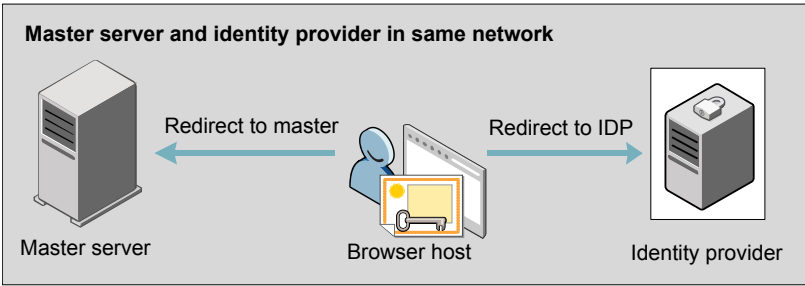 Master server and identity provider in same network
Redirect to master
Redirect to IDP
Master server
Browser host
Identity provider